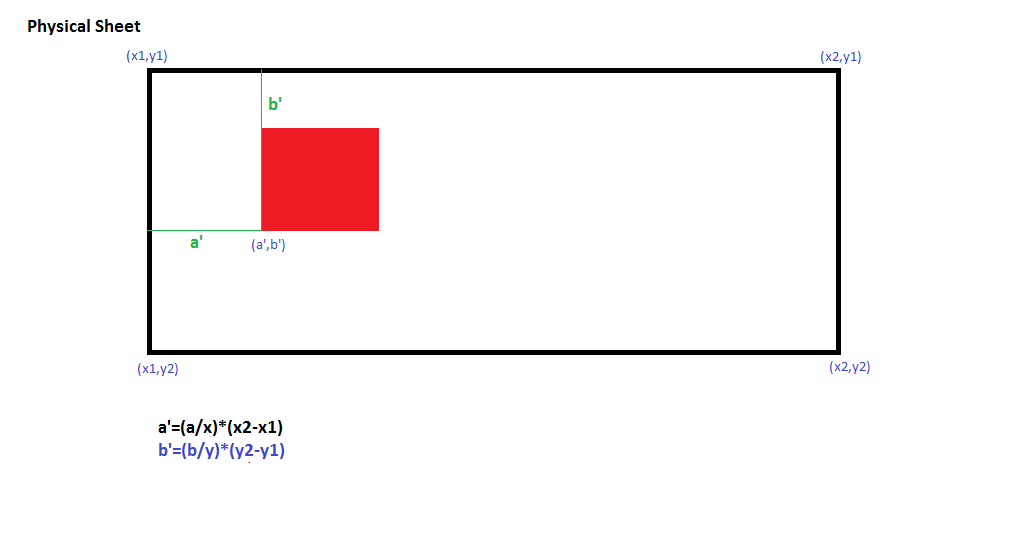 Physical Sheet
(x1,y1)
(x2,y1)
b'
a'
(a',b')
(x1,y2)
(x2,y2)
a'=(a/x)*(x2-x1)
b'=(b/y)*(y2-y1)